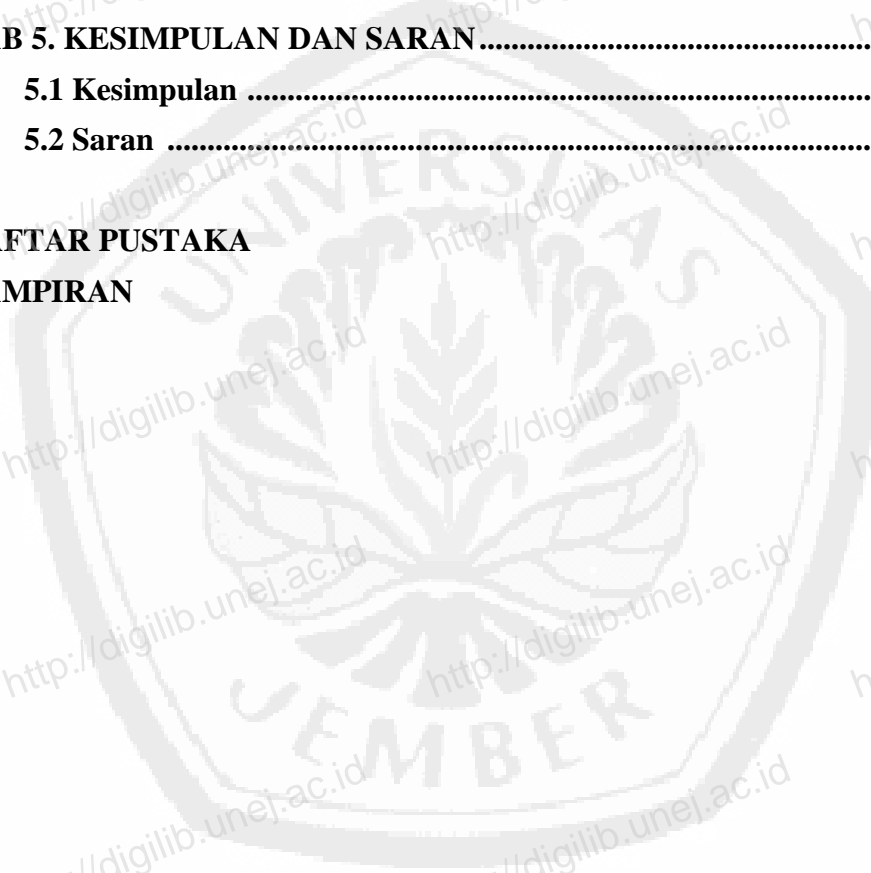 B 5. KESIMPULAN DAN SARAN........................................................
5.1 Kesimpulan ..............................................................................
5.2 Saran .........................................................................................
FTAR PUSTAKA
MPIRAN
UNIVERSITAS
JEMBER
http://digilib.unej.ac.id
http://digilib.unej.ac.id
http://digilib.unej.ac.id
http://digilib.unej.ac.id
http://digilib.unej.ac.id
http://digilib.unej.ac.id
//digilib.unej.ac.id
//digilib.unej.ac.id